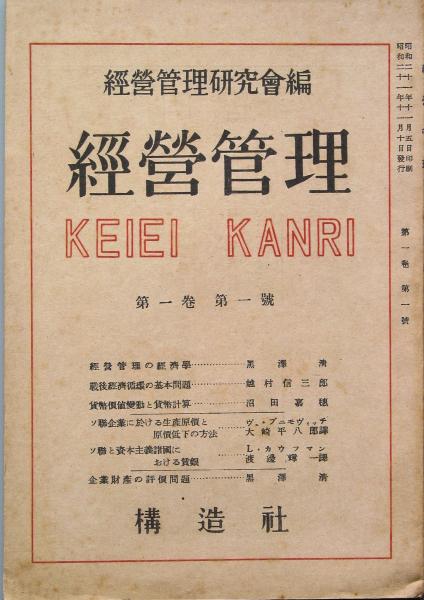 經營管理研究會編
經營管理
KEIEI KANRI
第一卷 第一號
經營管理の經濟學 黑澤清
戰後經濟循環の基本問題 越村信三郎
貨幣價値變動と貨幣計算 沼田嘉穗
ソ聯企業に於ける生產原價と
原價低下の方法
ヴェ・ブニモヴィッチ
大崎平八郎譯
ソ聯と資本主義諸國に
おける賃銀
L・カウフマン
渡邊輝一譯
企業財產の評價問題 黑澤清
構造社
昭和二十一年十一月五日印刷
昭和二十一年十一月十日發行
第一卷 第一號